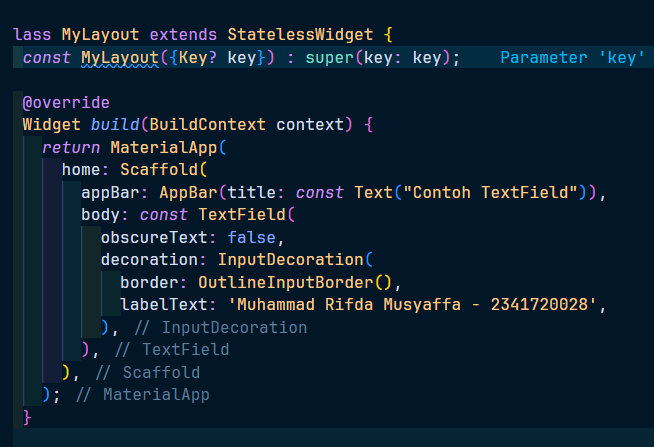 lass MyLayout extends StatelessWidget {
const MyLayout({Key? key}) : super(key: key); Parameter 'key'
@override
Widget build(BuildContext context) {
return MaterialApp(
home: Scaffold(
appBar: AppBar(title: const Text("Contoh TextField")),
body: const TextField(
obscureText: false,
decoration: InputDecoration(
border: OutlineInputBorder(),
labelText: 'Muhammad Rifda Musyaffa - 2341720028',
), // InputDecoration
), // TextField
), // Scaffold
); // MaterialApp
}